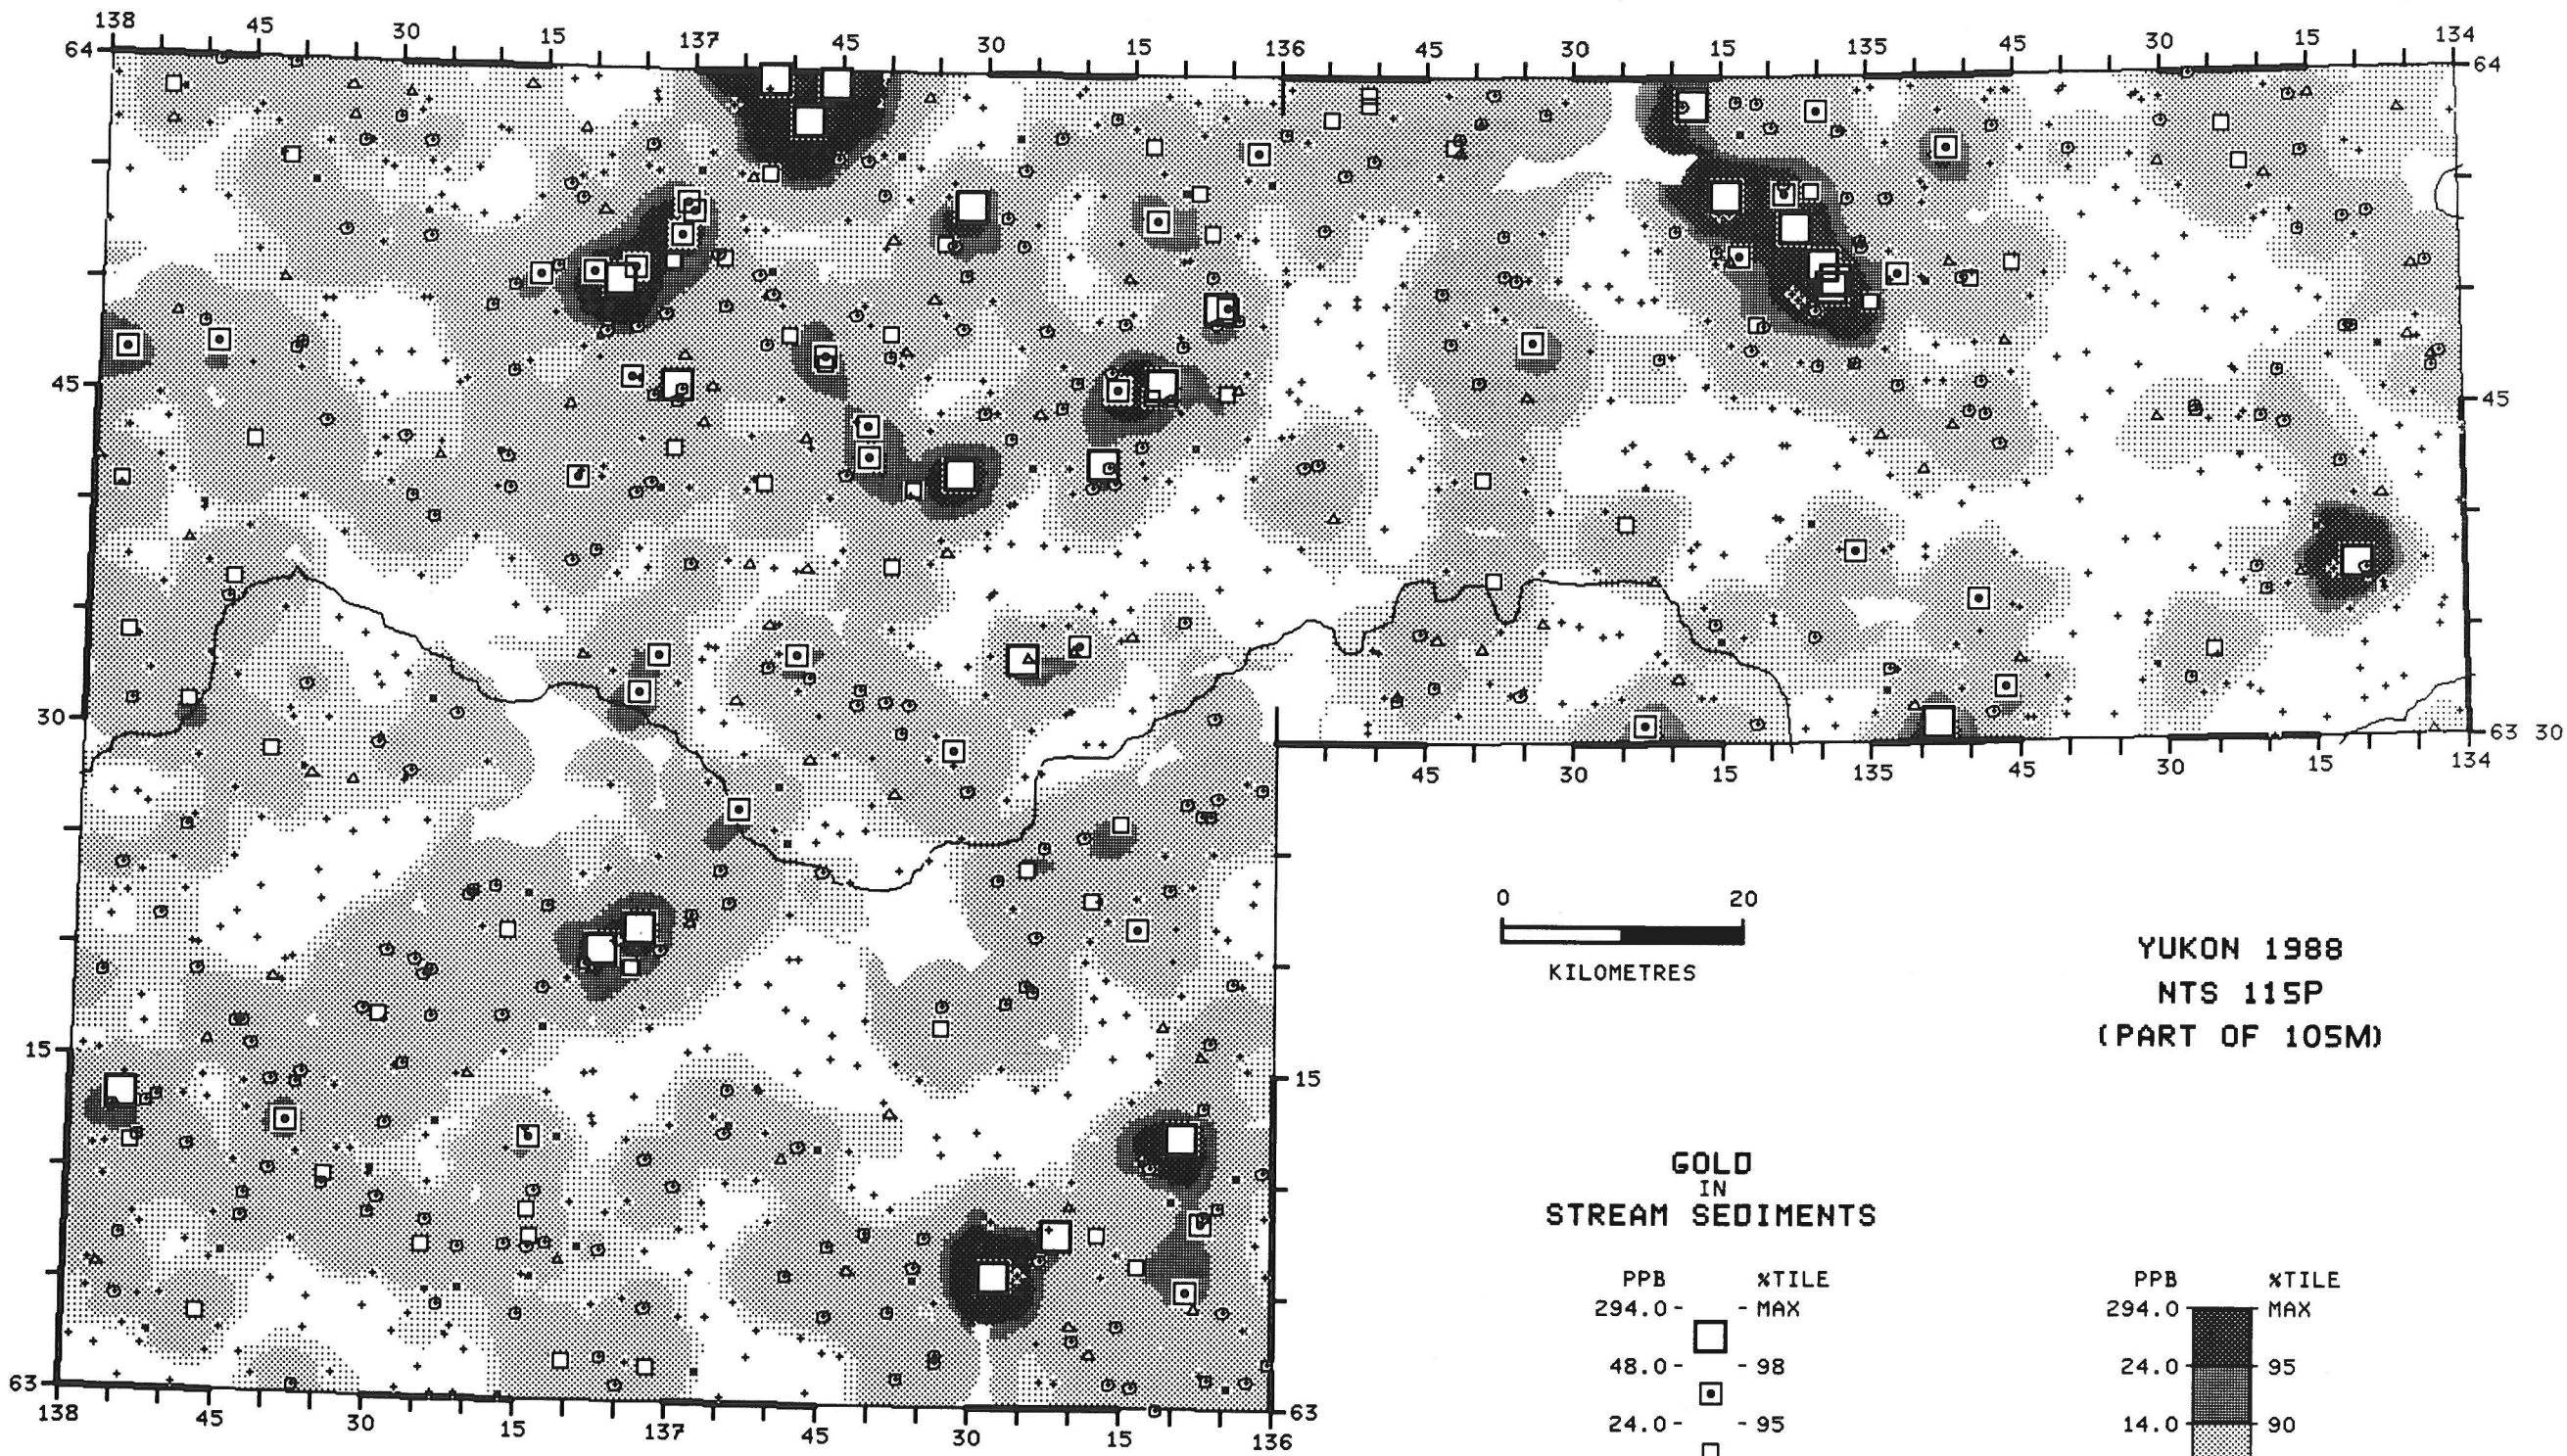 138 45 30 15 137 45 30 15 136 45 30 15 135 45 30 15 134
64 64
45 45
30 63 30
45 30 15 135 45 30 15 134
0 20
KILOMETRES
YUKON 1988
NTS 115P
(PART OF 105M)
15 15
GOLD
IN
STREAM SEDIMENTS
PPB %TILE PPB %TILE
294.0- - MAX 294.0 MAX
48.0- - 98 24.0 95
24.0- - 95 14.0 90
63 63
138 45 30 15 137 45 30 15 136